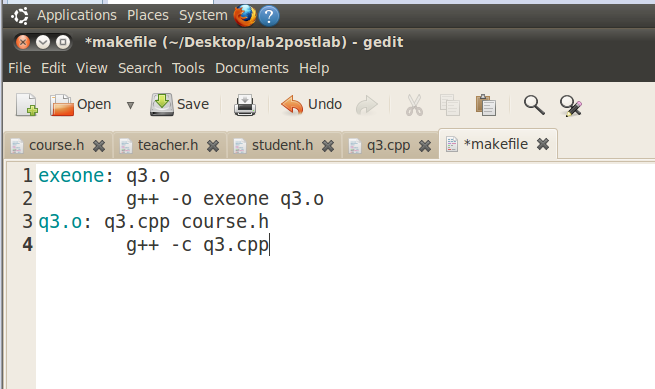 Applications Places System
*makefile (~/Desktop/lab2postlab) - gedit
File Edit View Search Tools Documents Help
Open Save Undo
course.h teacher.h student.h q3.cpp *makefile
1 exeone: q3.o
2 g++ -o exeone q3.o
3 q3.o: q3.cpp course.h
4 g++ -c q3.cpp